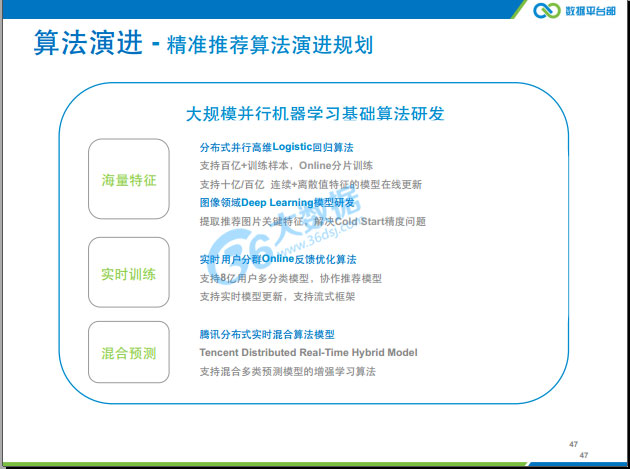 数据平台部
算法演进 - 精准推荐算法演进规划
大规模并行机器学习基础算法研发
海量特征
分布式并行高维Logistic回归算法
支持百亿+训练样本，Online分片训练
支持十亿/百亿 连续+离散值特征的模型在线更新
图像领域Deep Learning模型研发
提取推荐图片关键特征，解决Cold Start精度问题
36大数据
www.36dsj.com
实时训练
实时用户分群Online反馈优化算法
支持8亿用户多分类模型，协作推荐模型
支持实时模型更新，支持流式框架
混合预测
腾讯分布式实时混合算法模型
Tencent Distributed Real-Time Hybrid Model
支持混合多类预测模型的增强学习算法
47
47